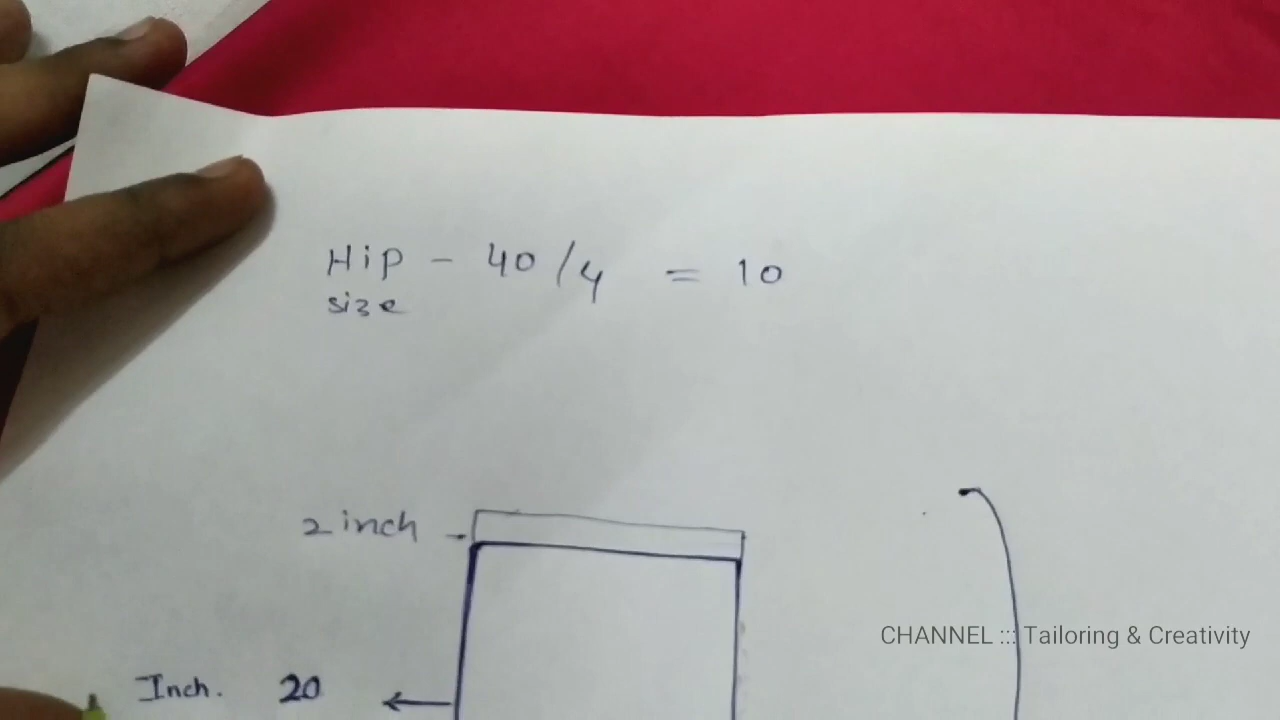 Hip - 40/4 = 10
size
2 inch -
CHANNEL ::: Tailoring & Creativity
Inch. 20 ←